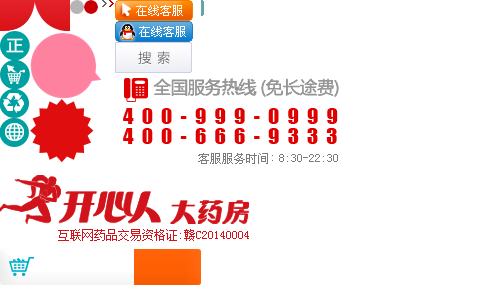 在线客服
正
在线客服
搜 索
全国服务热线 (免长途费)
400-999-0999
400-666-9333
客服服务时间：8:30-22:30
开心人 大药房
互联网药品交易资格证:赣C20140004